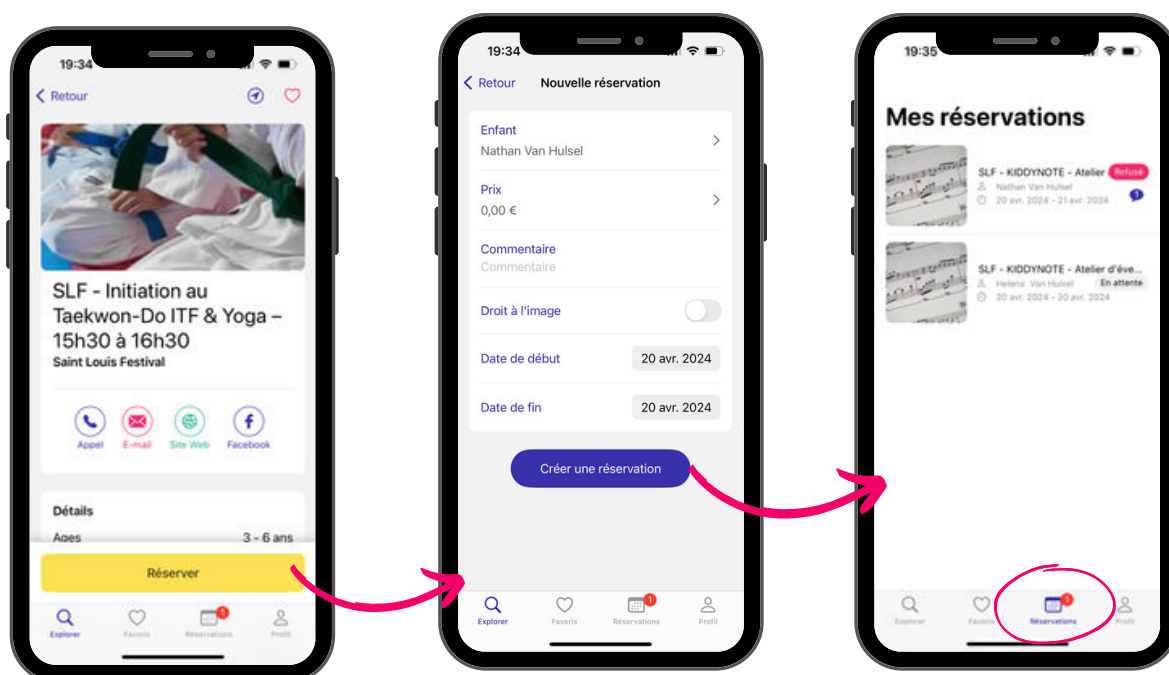 19:34
Retour
SLF - Initiation au
Taekwon-Do ITF & Yoga –
15h30 à 16h30
Saint Louis Festival
Appel E-mail Site Web Facebook
Détails
Ages 3 - 6 ans
Réserver
1
Explorer Favoris Réservations Profil
19:34
Retour Nouvelle réservation
Enfant
Nathan Van Hulsel
Prix
0,00 €
Commentaire
Commentaire
Droit à l'image
Date de début 20 avr. 2024
Date de fin 20 avr. 2024
Créer une réservation
1
Explorer Favoris Réservations Profil
19:35
Mes réservations
SLF - KIDDYNOTE - Atelier Refusé
Nathan Van Hulsel
20 avr. 2024 - 21 avr. 2024 1
SLF - KIDDYNOTE - Atelier d'éve...
Helena Van Hulsel En attente
20 avr. 2024 - 20 avr. 2024
1
Explorer Favoris Réservations Profil